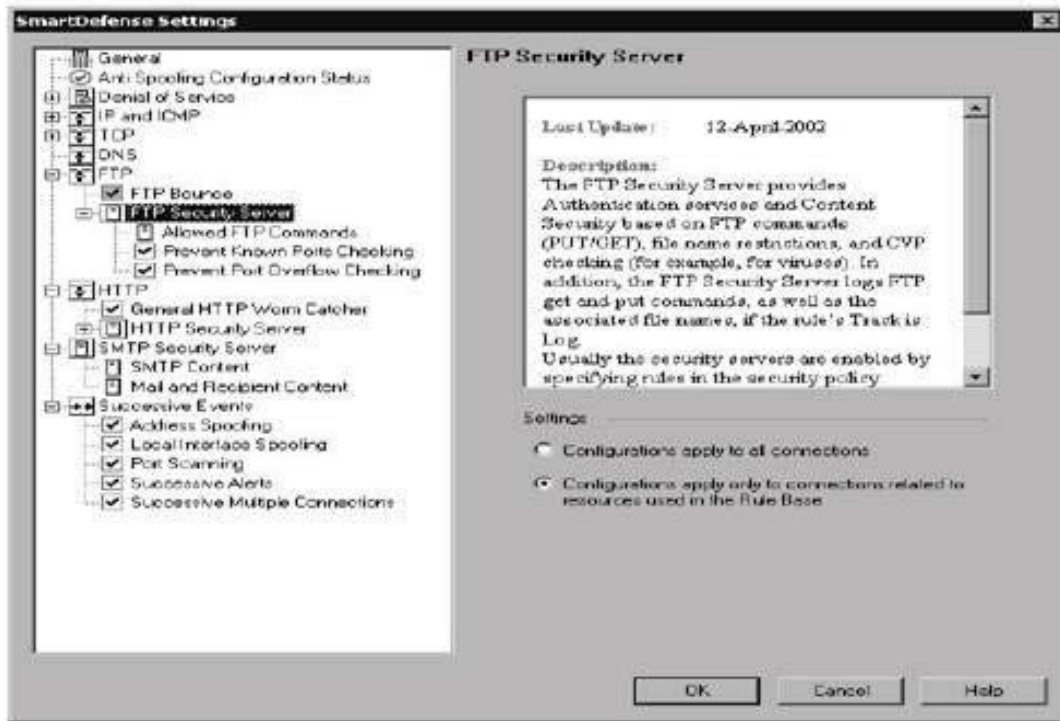 SmartDefense Settings
General
Anti Spoofing Configuration Status
Denial of Service
IP and ICMP
TCP
DNS
FTP
FTP Bounce
FTP Security Server
Allowed FTP Commands
Prevent Known Ports Checking
Prevent Port Overflow Checking
HTTP
General HTTP Worm Catcher
HTTP Security Server
SMTP Security Server
SMTP Content
Mail and Recipient Content
Successive Events
Address Spoofing
Local Interface Spoofing
Port Scanning
Successive Alerts
Successive Multiple Connections
FTP Security Server
Last Update: 12-April-2002
Description:
The FTP Security Server provides
Authentication services and Content
Security based on FTP commands
(PUT/GET), file name restrictions, and CVP
checking (for example, for viruses). In
addition, the FTP Security Server logs FTP
get and put commands, as well as the
associated file names, if the rule's Track is
Log.
Usually the security servers are enabled by
specifying rules in the security policy
Settings
Configurations apply to all connections
Configurations apply only to connections related to
resources used in the Rule Base
OK Cancel Help